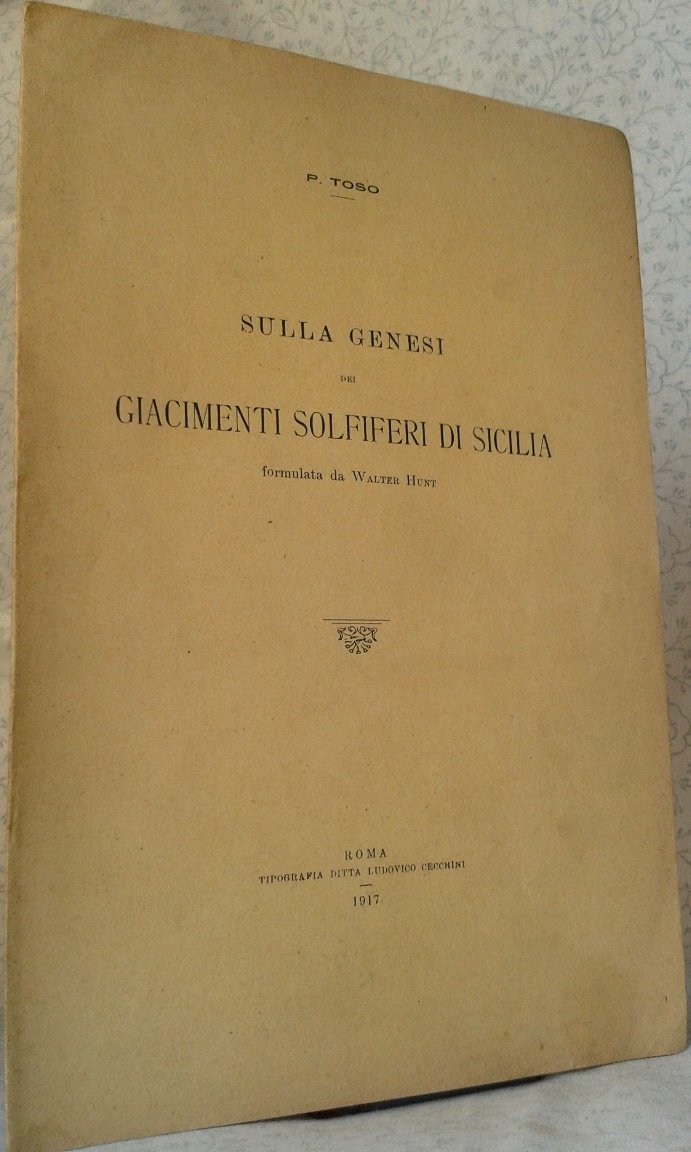 P. TOSO
SULLA GENESI
DEI
GIACIMENTI SOLFIFERI DI SICILIA
formulata da WALTER HUNT
ROMA
TIPOGRAFIA DITTA LUDOVICO CECCHINI
1917